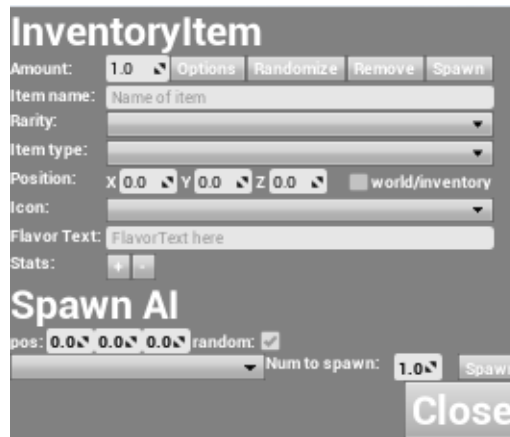 InventoryItem
Amount: 1.0 Options Randomize Remove Spawn
Item name: Name of item
Rarity:
Item type:
Position: X 0.0 Y 0.0 Z 0.0 world/inventory
Icon:
Flavor Text: FlavorText here
Stats: + -
Spawn AI
pos: 0.0 0.0 0.0 random:
Num to spawn: 1.0 Spawn
Close